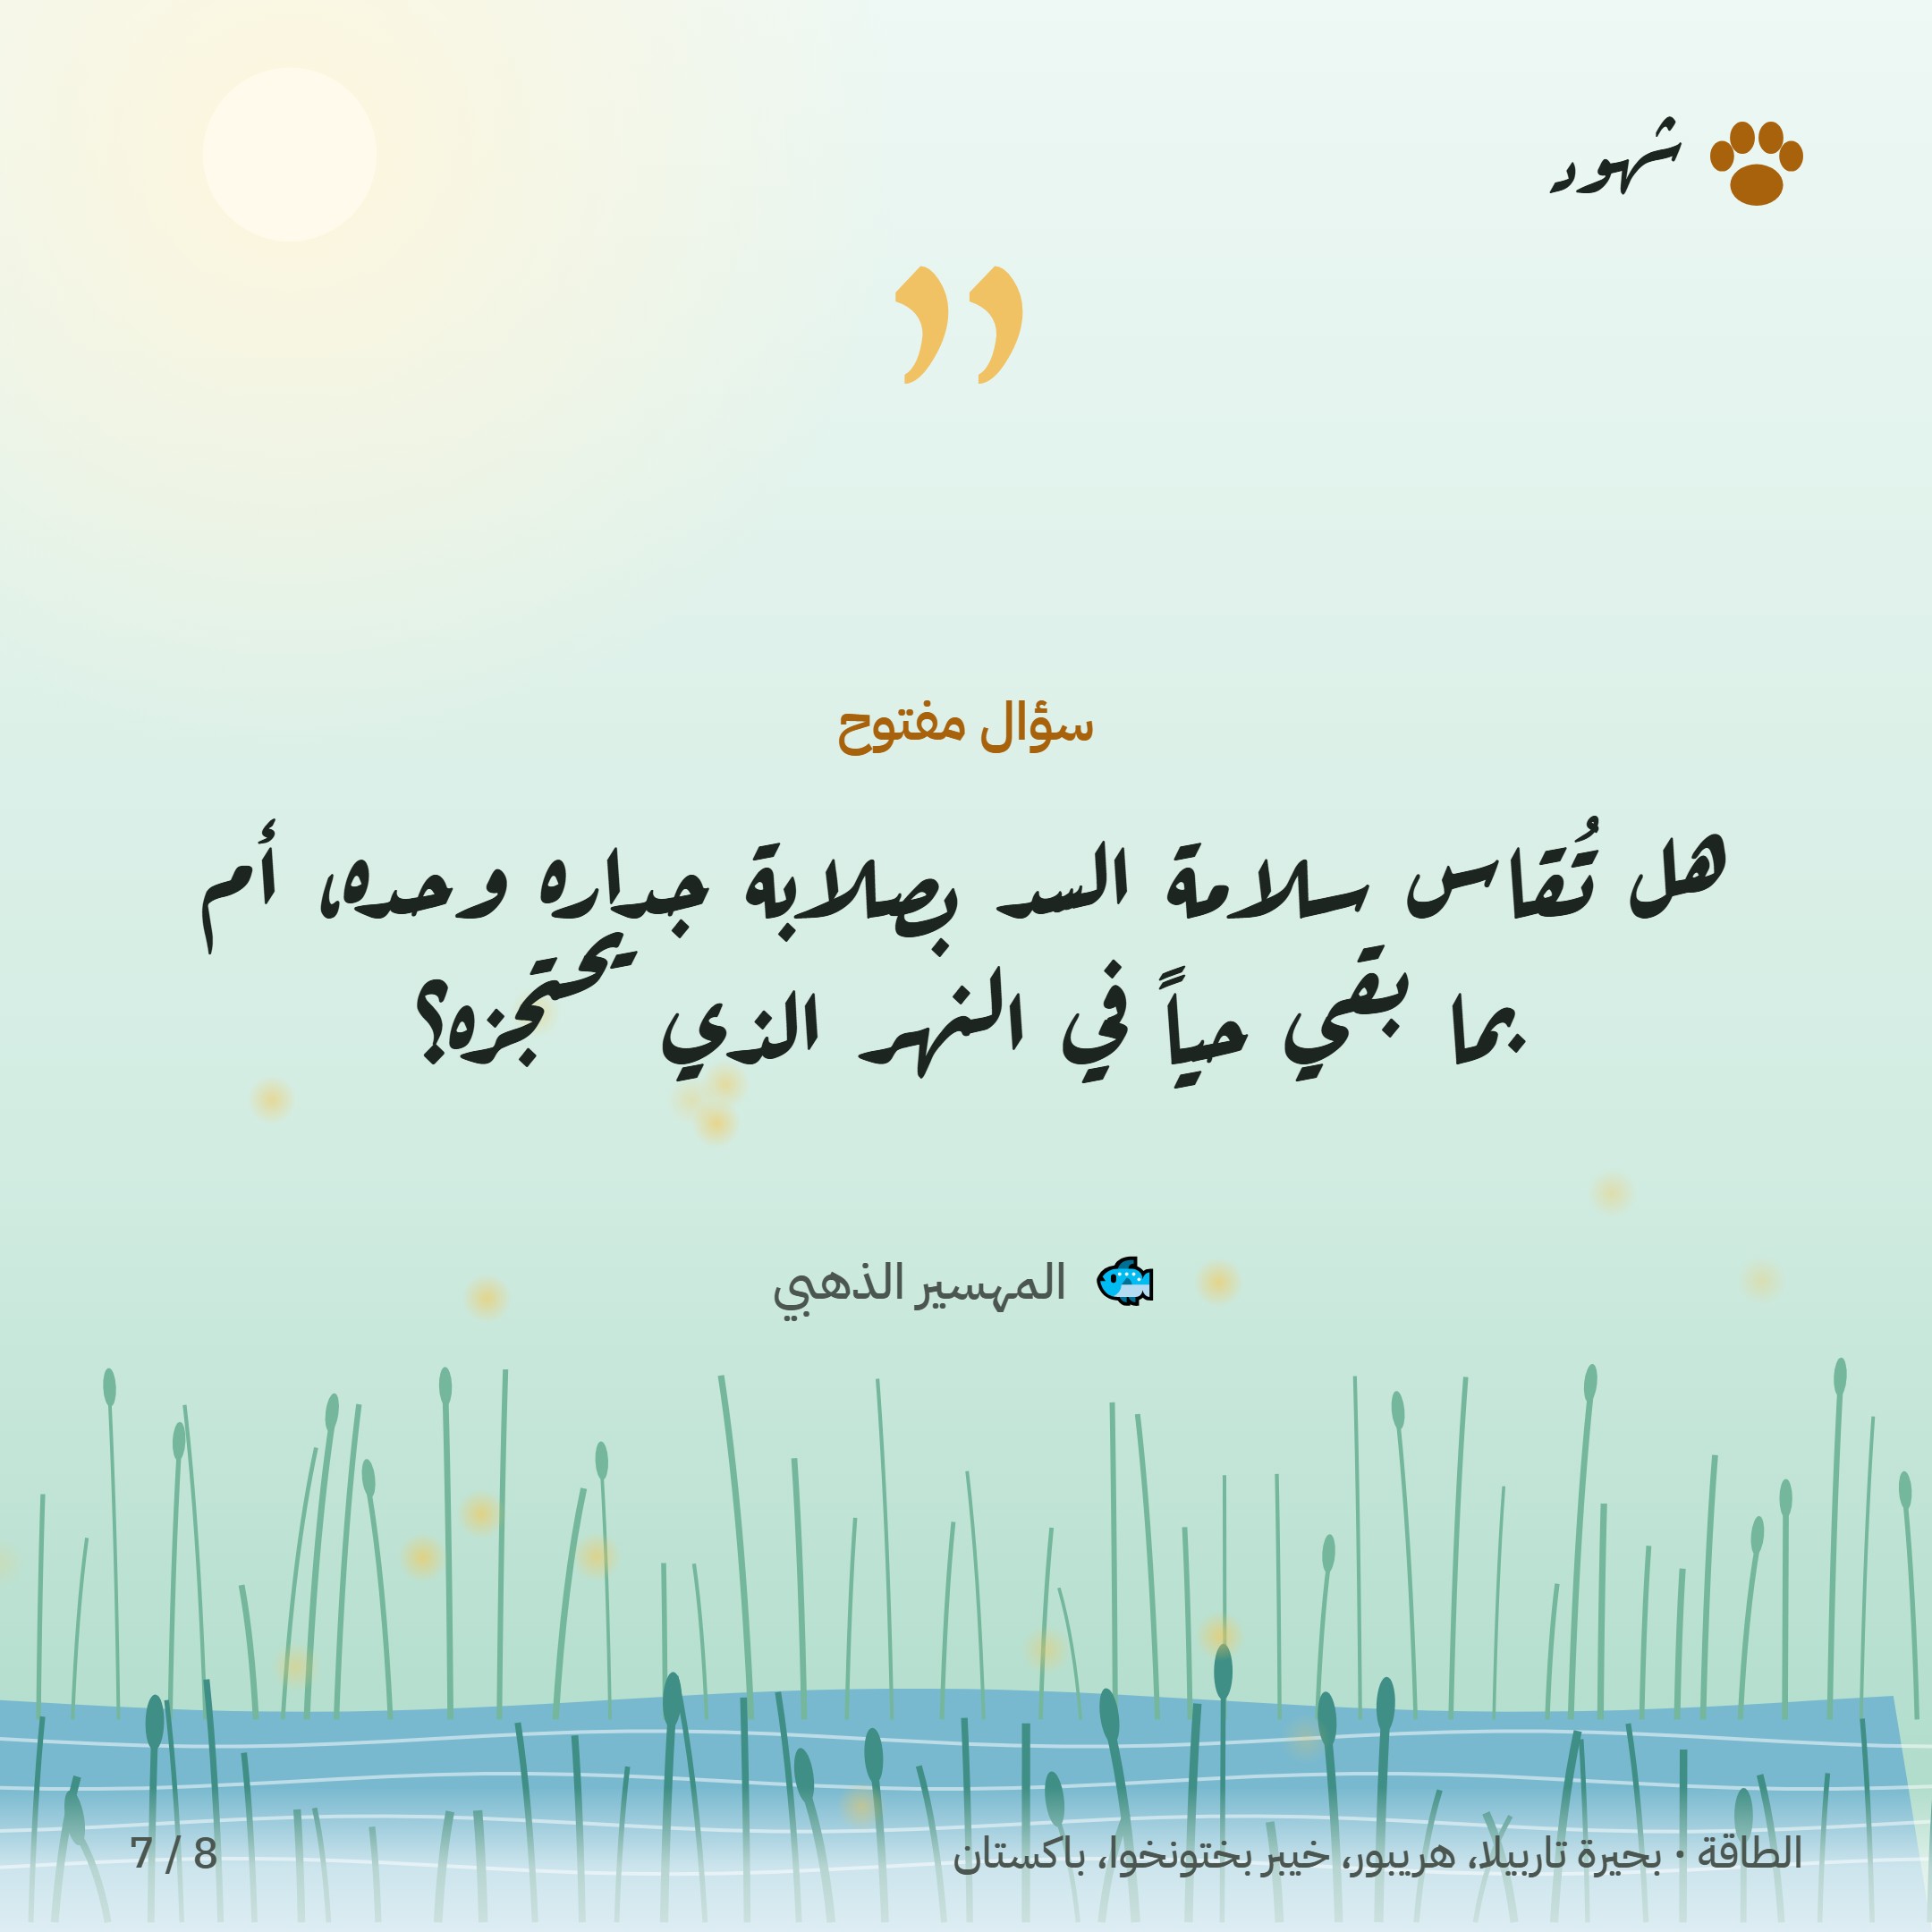 شهود
”
سؤال مفتوح
هل تُقاس سلامة السد بصلابة جداره وحده، أم
بما بقي حياً في النهر الذي يحتجزه؟
🐟 المهسير الذهبي
الطاقة · بحيرة تاربيلا، هريبور، خيبر بختونخوا، باكستان
7 / 8